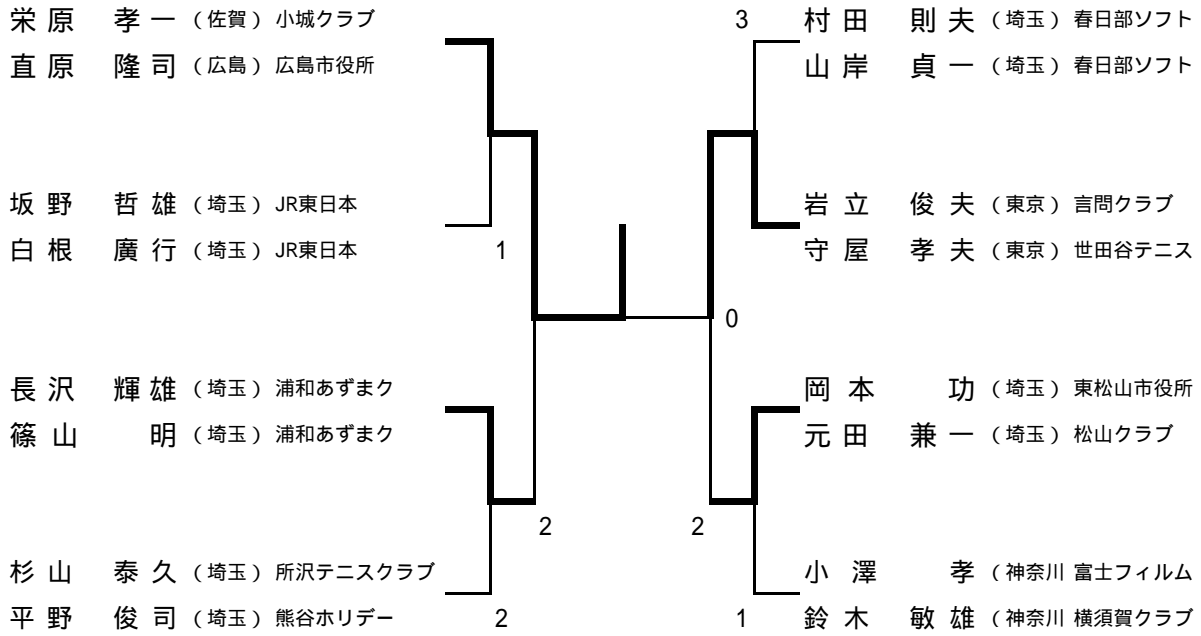 栄原 孝一 （佐賀）小城クラブ
直原 隆司 （広島）広島市役所
坂野 哲雄 （埼玉）JR東日本
白根 廣行 （埼玉）JR東日本
1
長沢 輝雄 （埼玉）浦和あずまク
篠山 明 （埼玉）浦和あずまク
2
杉山 泰久 （埼玉）所沢テニスクラブ
平野 俊司 （埼玉）熊谷ホリデー
2
3
村田 則夫 （埼玉）春日部ソフト
山岸 貞一 （埼玉）春日部ソフト
岩立 俊夫 （東京）言問クラブ
守屋 孝夫 （東京）世田谷テニス
0
岡本 功 （埼玉）東松山市役所
元田 兼一 （埼玉）松山クラブ
2
小澤 孝 （神奈川 富士フィルム
1
鈴木 敏雄 （神奈川 横須賀クラブ